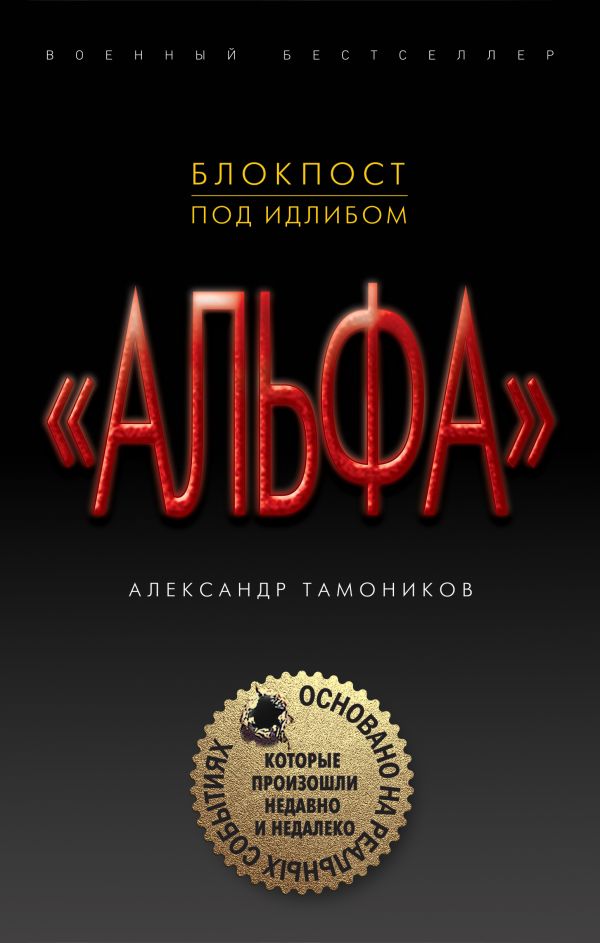 ВОЕННЫЙ БЕСТСЕЛЛЕР
БЛОКПОСТ
ПОД ИДЛИБОМ
«АЛЬФА»
АЛЕКСАНДР ТАМОНИКОВ
ОСНОВАНО НА РЕАЛЬНЫХ СОБЫТИЯХ
КОТОРЫЕ
ПРОИЗОШЛИ
НЕДАВНО
И НЕДАЛЕКО